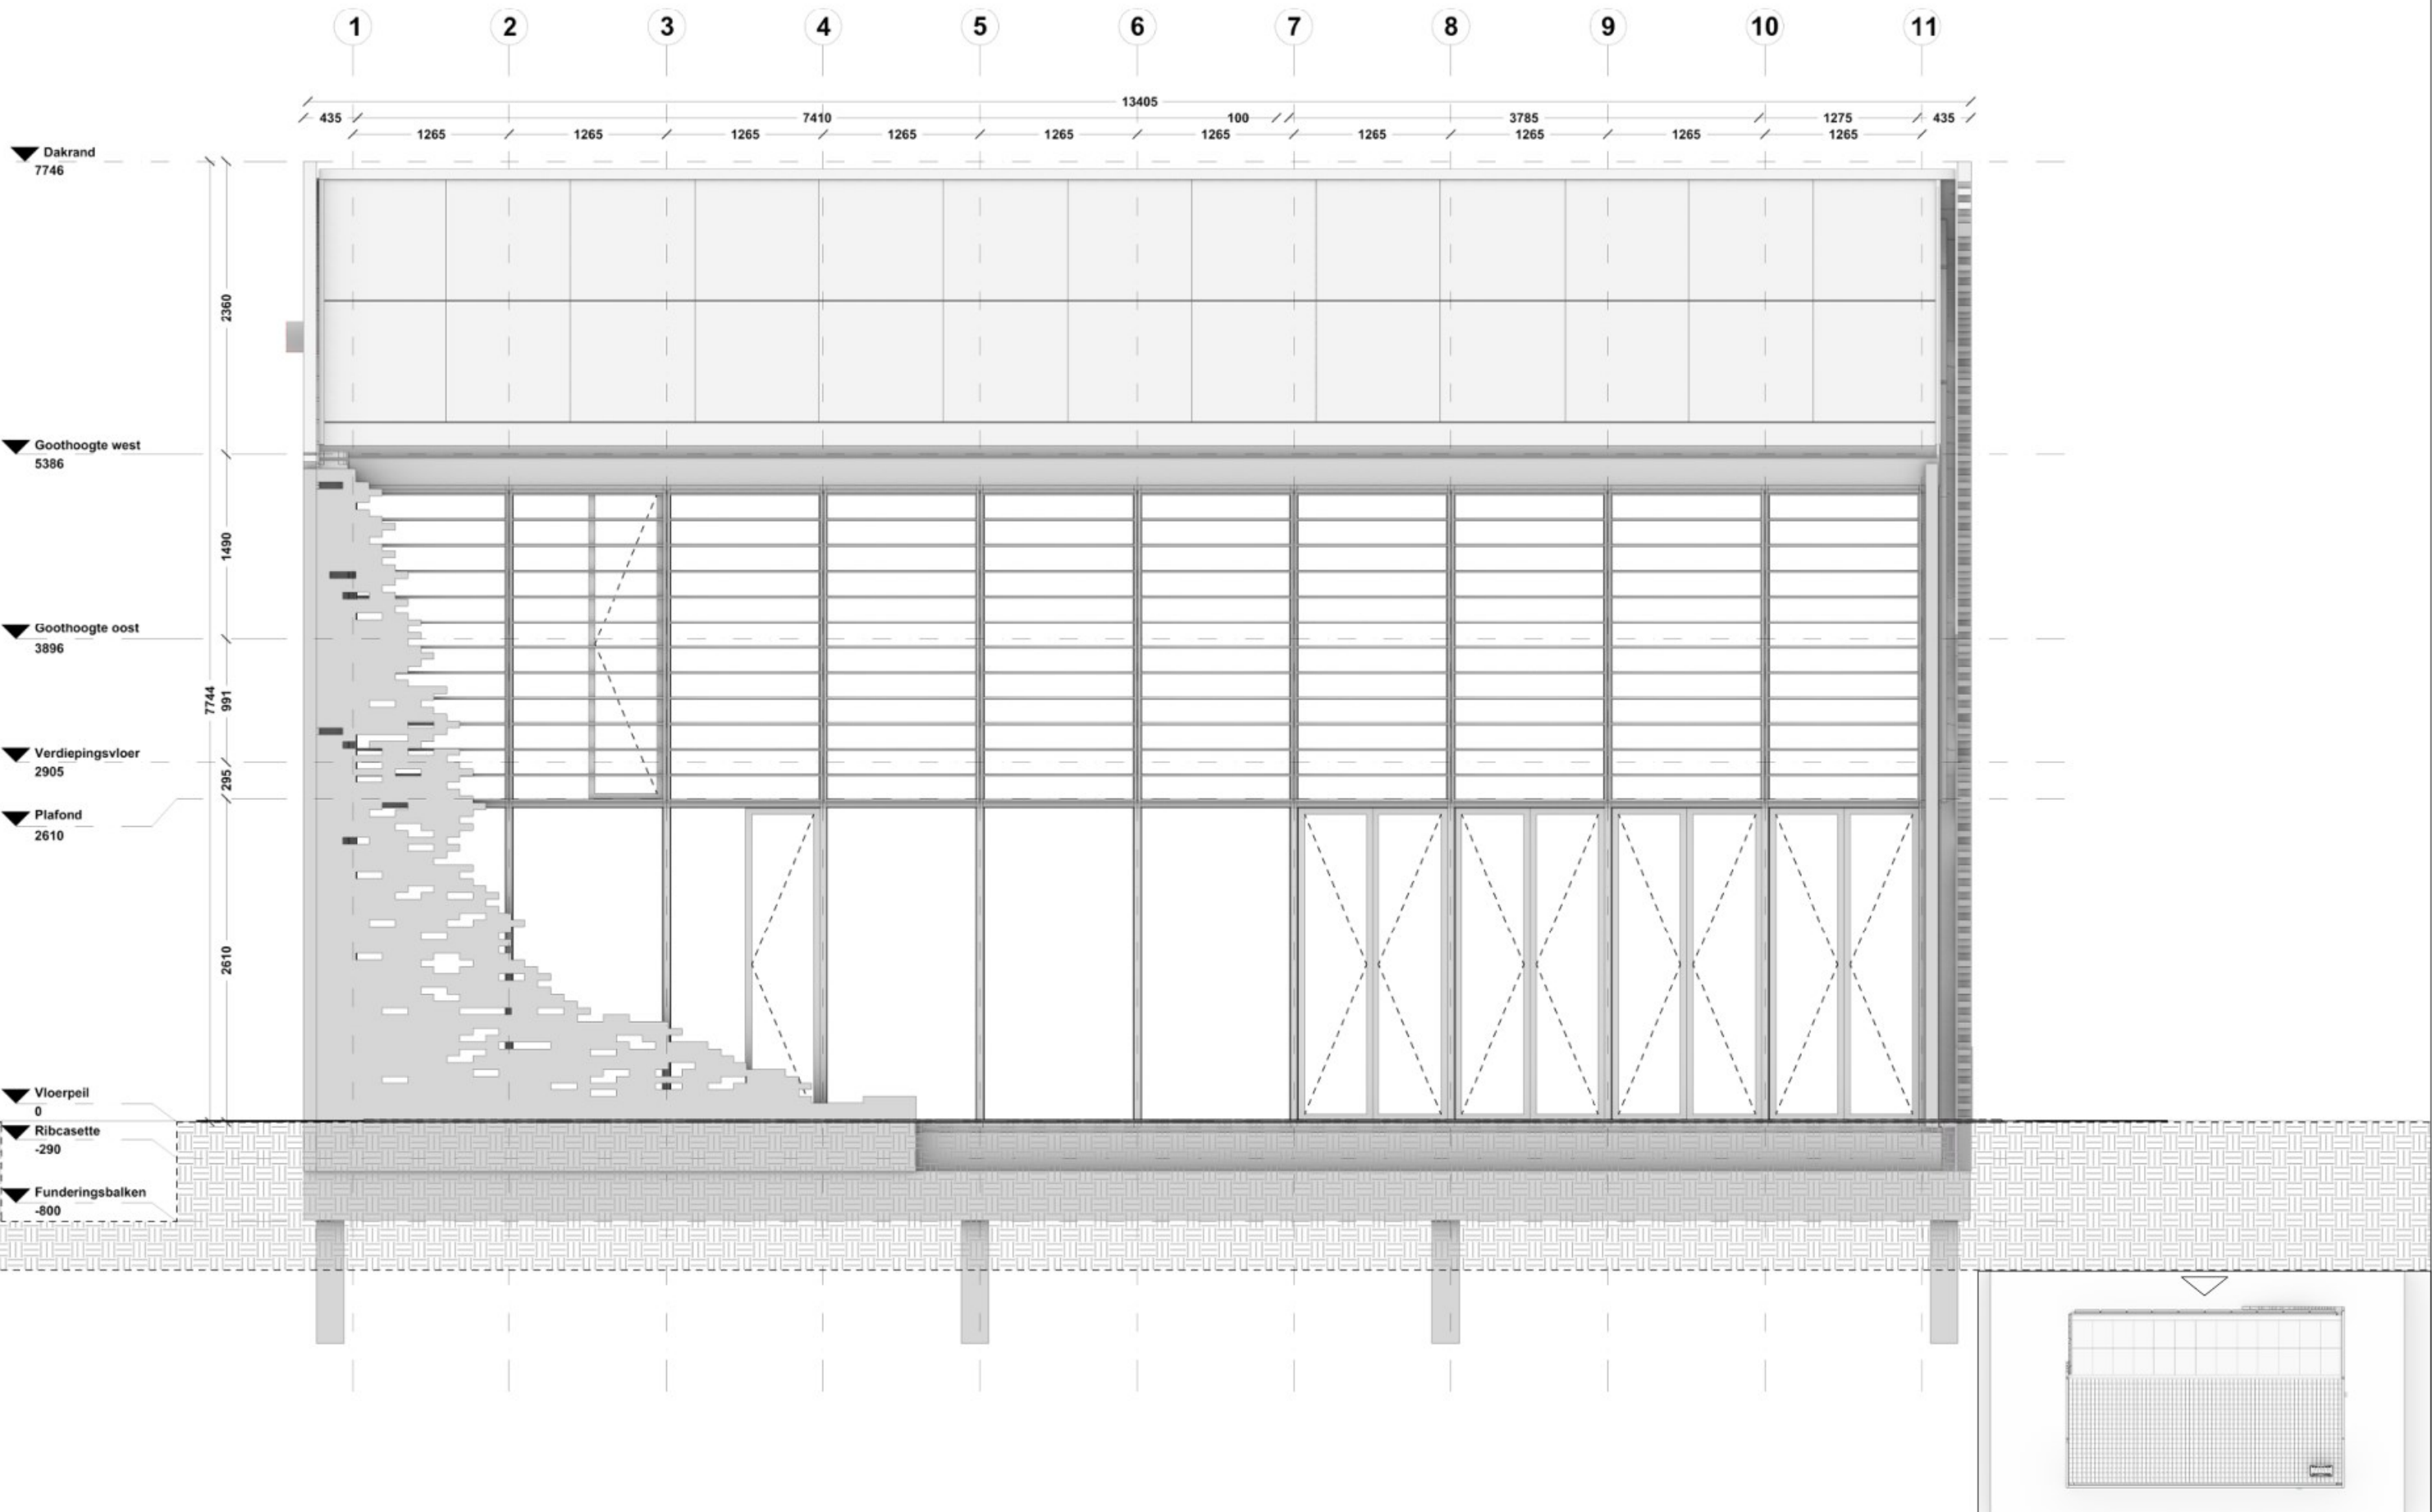 1 2 3 4 5 6 7 8 9 10 11
13405
435 7410 100 3785 1275 435
1265 1265 1265 1265 1265 1265 1265 1265 1265 1265
Dakrand
7746
2360
Goothoogte west
5386
1490
Goothoogte oost
3896
7744
991
Verdiepingsvloer
2905
295
Plafond
2610
2610
Vloerpeil
0
Ribcasette
-290
Funderingsbalken
-800